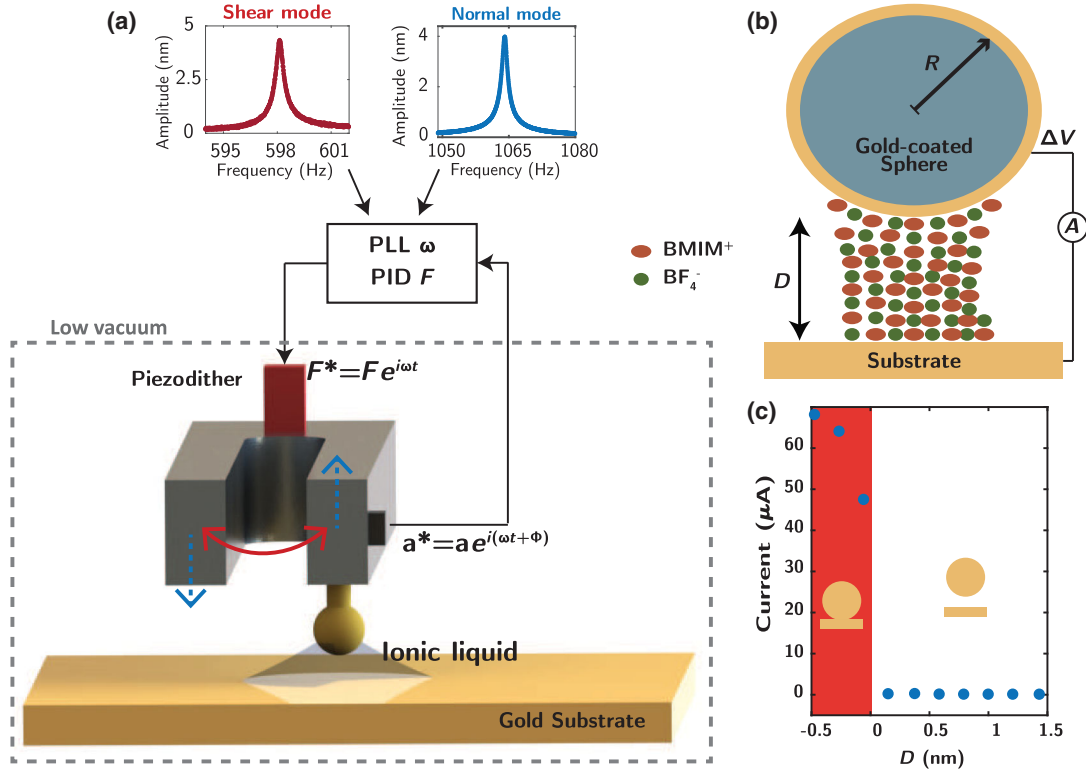 (a)
Shear mode
Amplitude (nm)
5
2.5
0
595 598 601
Frequency (Hz)
Normal mode
Amplitude (nm)
4
2
0
1050 1065 1080
Frequency (Hz)
PLL ω
PID F
BMIM⁺
BF₄⁻
Low vacuum
Piezodither
F*=Fe^{iωt}
a*=ae^{i(ωt+Φ)}
Ionic liquid
Gold Substrate
(b)
R
Gold-coated
Sphere
ΔV
A
D
Substrate
(c)
Current (μA)
60
50
40
30
20
10
0
-0.5 0 0.5 1 1.5
D (nm)